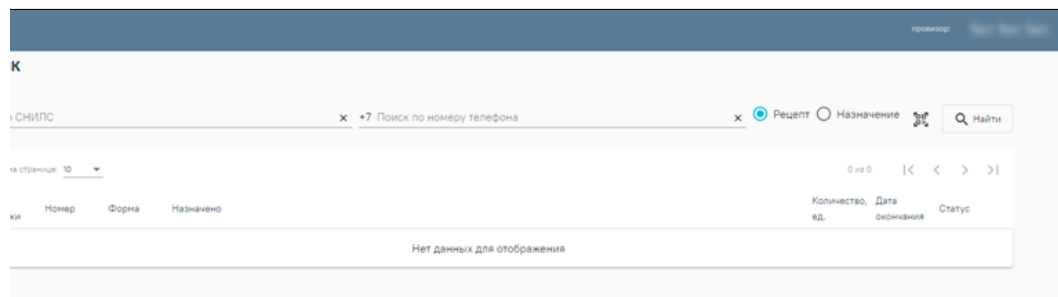 провизор:
к
СНИЛС
+7 Поиск по номеру телефона
Рецепт
Назначение
Найти
на странице: 10
0 из 0
ки
Номер
Форма
Назначено
Количество, ед.
Дата окончания
Статус
Нет данных для отображения